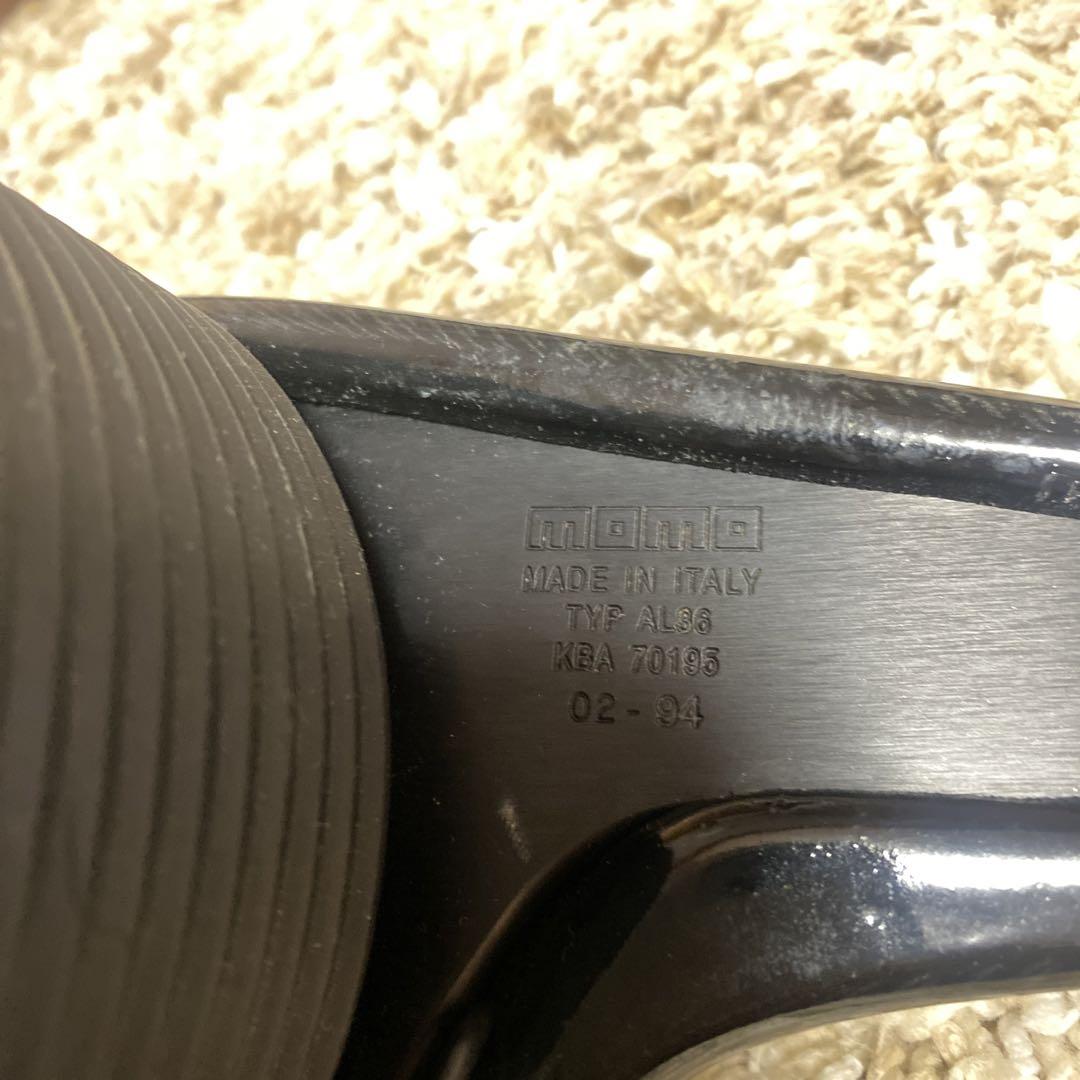 momo
MADE IN ITALY
TYP AL36
KBA 70195
02-94